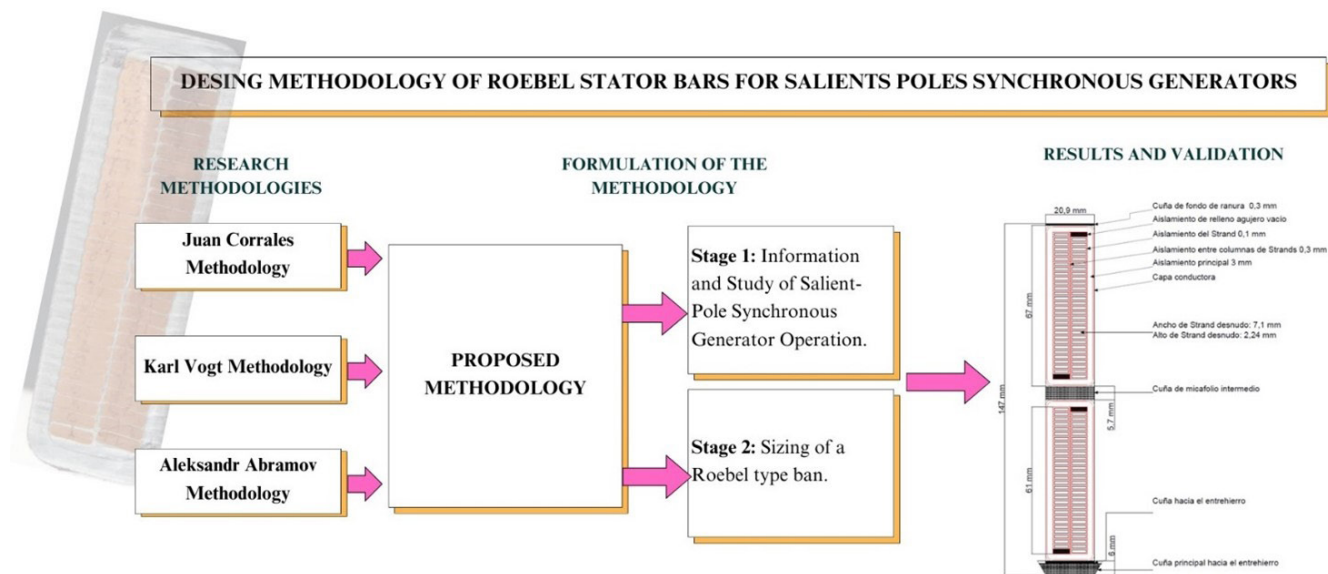 DESING METHODOLOGY OF ROEBEL STATOR BARS FOR SALIENTS POLES SYNCHRONOUS GENERATORS
RESEARCH
METHODOLOGIES
Juan Corrales
Methodology
Karl Vogt Methodology
Aleksandr Abramov
Methodology
FORMULATION OF THE
METHODOLOGY
PROPOSED
METHODOLOGY
Stage 1: Information
and Study of Salient-
Pole Synchronous
Generator Operation.
Stage 2: Sizing of a
Roebel type ban.
RESULTS AND VALIDATION
20,9 mm
Cuña de fondo de ranura 0,3 mm
Aislamiento de relleno agujero vacío
Aislamiento del Strand 0,1 mm
Aislamiento entre columnas de Strands 0,3 mm
Aislamiento principal 3 mm
Capa conductora
67 mm
Ancho de Strand desnudo: 7,1 mm
Alto de Strand desnudo: 2,24 mm
147 mm
Cuña de micafolio intermedio
5,7 mm
61 mm
Cuña hacia el entrehierro
6 mm
Cuña principal hacia el entrehierro